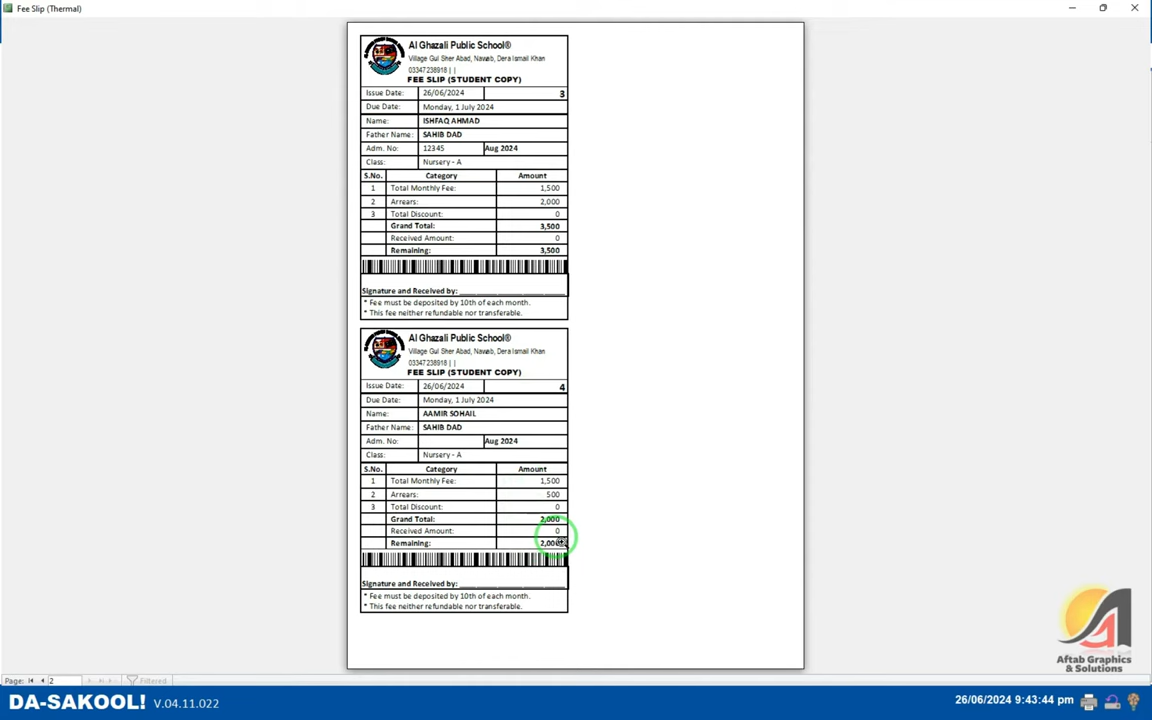 Fee Slip (Thermal)
Al Ghazali Public School®
Village Gul Sher Abad, Nawab, Dera Ismail Khan
03347238918 | |
FEE SLIP (STUDENT COPY)
Issue Date: 26/06/2024 3
Due Date: Monday, 1 July 2024
Name: ISHFAQ AHMAD
Father Name: SAHIB DAD
Adm. No: 12345 Aug 2024
Class: Nursery - A
S.No. Category Amount
1 Total Monthly Fee: 1,500
2 Arrears: 2,000
3 Total Discount: 0
Grand Total: 3,500
Received Amount: 0
Remaining: 3,500
Signature and Received by: ____________________
* Fee must be deposited by 10th of each month.
* This fee neither refundable nor transferable.
Al Ghazali Public School®
Village Gul Sher Abad, Nawab, Dera Ismail Khan
03347238918 | |
FEE SLIP (STUDENT COPY)
Issue Date: 26/06/2024 4
Due Date: Monday, 1 July 2024
Name: AAMIR SOHAIL
Father Name: SAHIB DAD
Adm. No: Aug 2024
Class: Nursery - A
S.No. Category Amount
1 Total Monthly Fee: 1,500
2 Arrears: 500
3 Total Discount: 0
Grand Total: 2,000
Received Amount: 0
Remaining: 2,000
Signature and Received by: ____________________
* Fee must be deposited by 10th of each month.
* This fee neither refundable nor transferable.
Aftab Graphics
& Solutions
Page: 2 Filtered
DA-SAKOOL! V.04.11.022 26/06/2024 9:43:44 pm